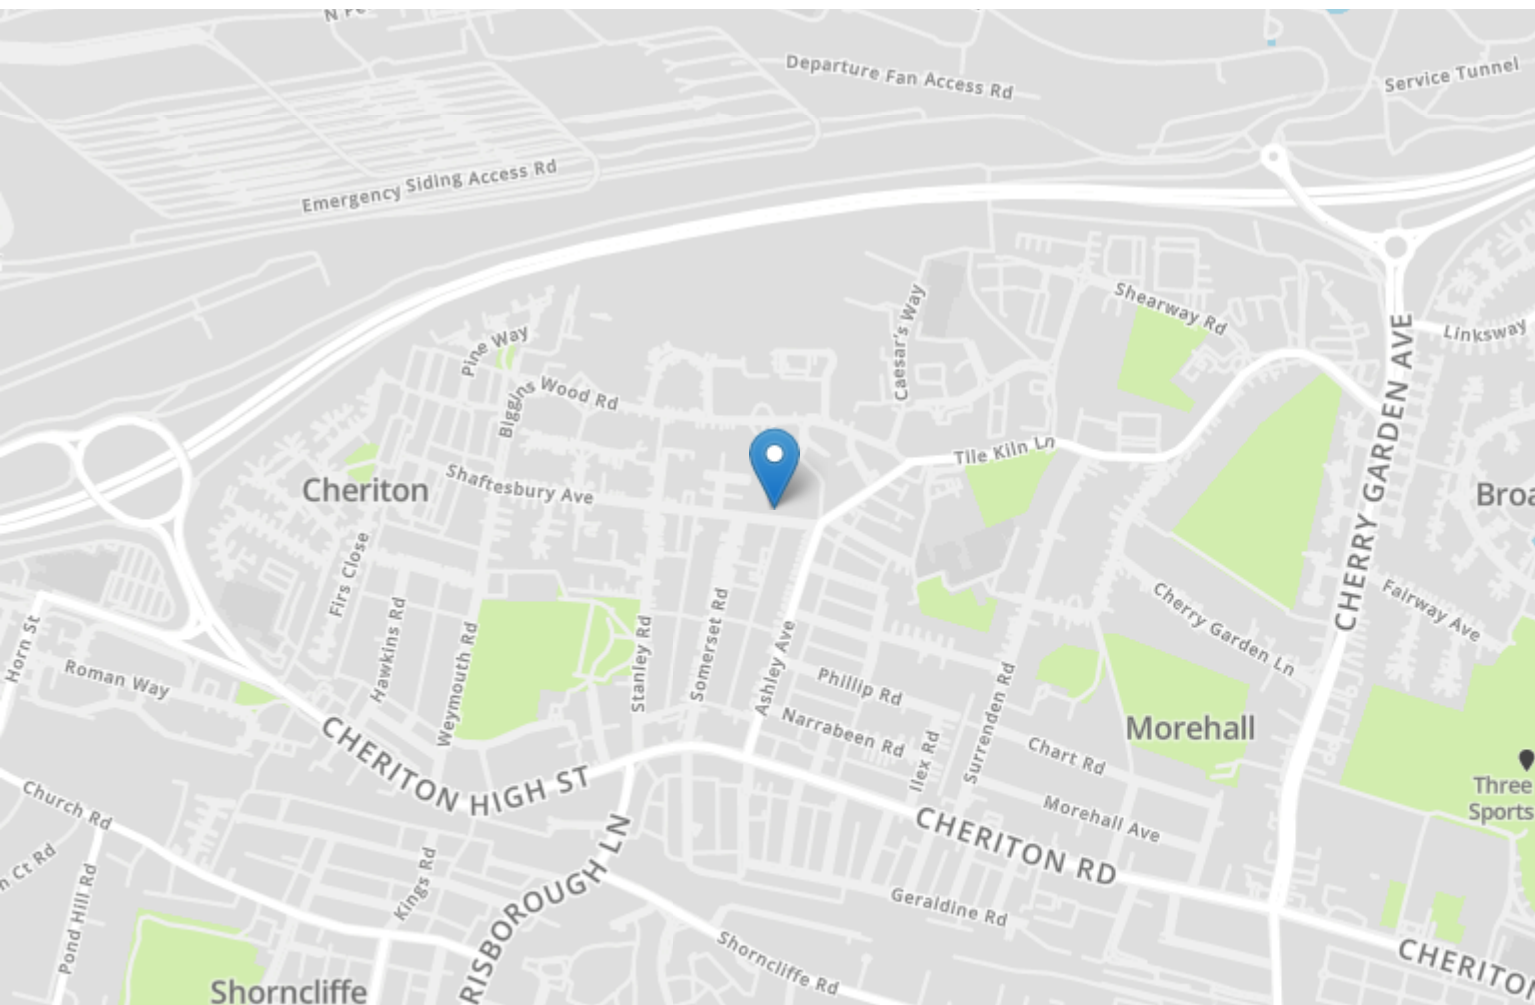 Departure Fan Access Rd
Service Tunnel
Emergency Siding Access Rd
Shearway Rd
Caesar's Way
Linksway
Pine Way
Biggins Wood Rd
Tile Kiln Ln
CHERRY GARDEN AVE
Shaftesbury Ave
Cheriton
Broa
Firs Close
Hawkins Rd
Weymouth Rd
Stanley Rd
Somerset Rd
Ashley Ave
Cherry Garden Ln
Fairway Ave
Horn St
Roman Way
Phillip Rd
Narrabeen Rd
Ilex Rd
Surrenden Rd
Chart Rd
Morehall
Morehall Ave
Three
Sports
CHERITON HIGH ST
CHERITON RD
Church Rd
n Ct Rd
Pond Hill Rd
Kings Rd
RISBOROUGH LN
Geraldine Rd
Shorncliffe Rd
Shorncliffe
CHERITO